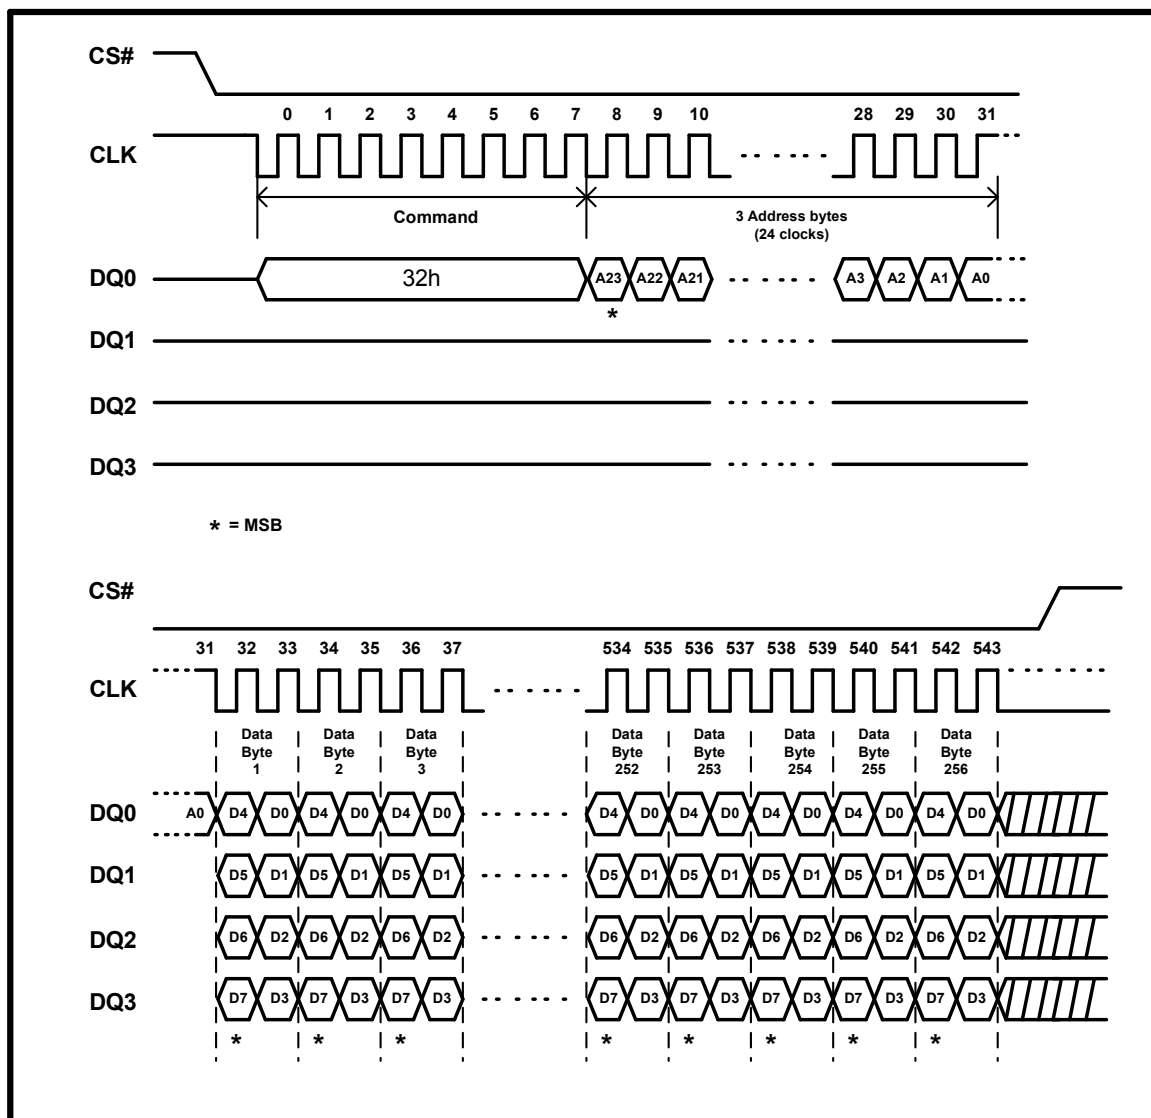 CS#
0 1 2 3 4 5 6 7 8 9 10 28 29 30 31
CLK
Command
3 Address bytes
(24 clocks)
DQ0 32h A23 A22 A21 A3 A2 A1 A0
*
DQ1
DQ2
DQ3
* = MSB
CS#
31 32 33 34 35 36 37 534 535 536 537 538 539 540 541 542 543
CLK
Data Data Data Data Data Data Data Data
Byte Byte Byte Byte Byte Byte Byte Byte
1 2 3 252 253 254 255 256
DQ0 A0 D4 D0 D4 D0 D4 D0 D4 D0 D4 D0 D4 D0 D4 D0 D4 D0
DQ1 D5 D1 D5 D1 D5 D1 D5 D1 D5 D1 D5 D1 D5 D1 D5 D1
DQ2 D6 D2 D6 D2 D6 D2 D6 D2 D6 D2 D6 D2 D6 D2 D6 D2
DQ3 D7 D3 D7 D3 D7 D3 D7 D3 D7 D3 D7 D3 D7 D3 D7 D3
* * * * * * * *